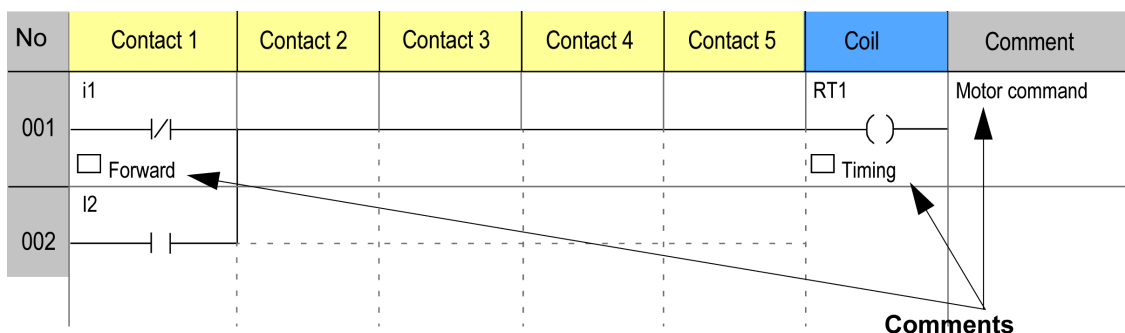 No Contact 1 Contact 2 Contact 3 Contact 4 Contact 5 Coil Comment
i1 RT1 Motor command
001
Forward Timing
I2
002
Comments